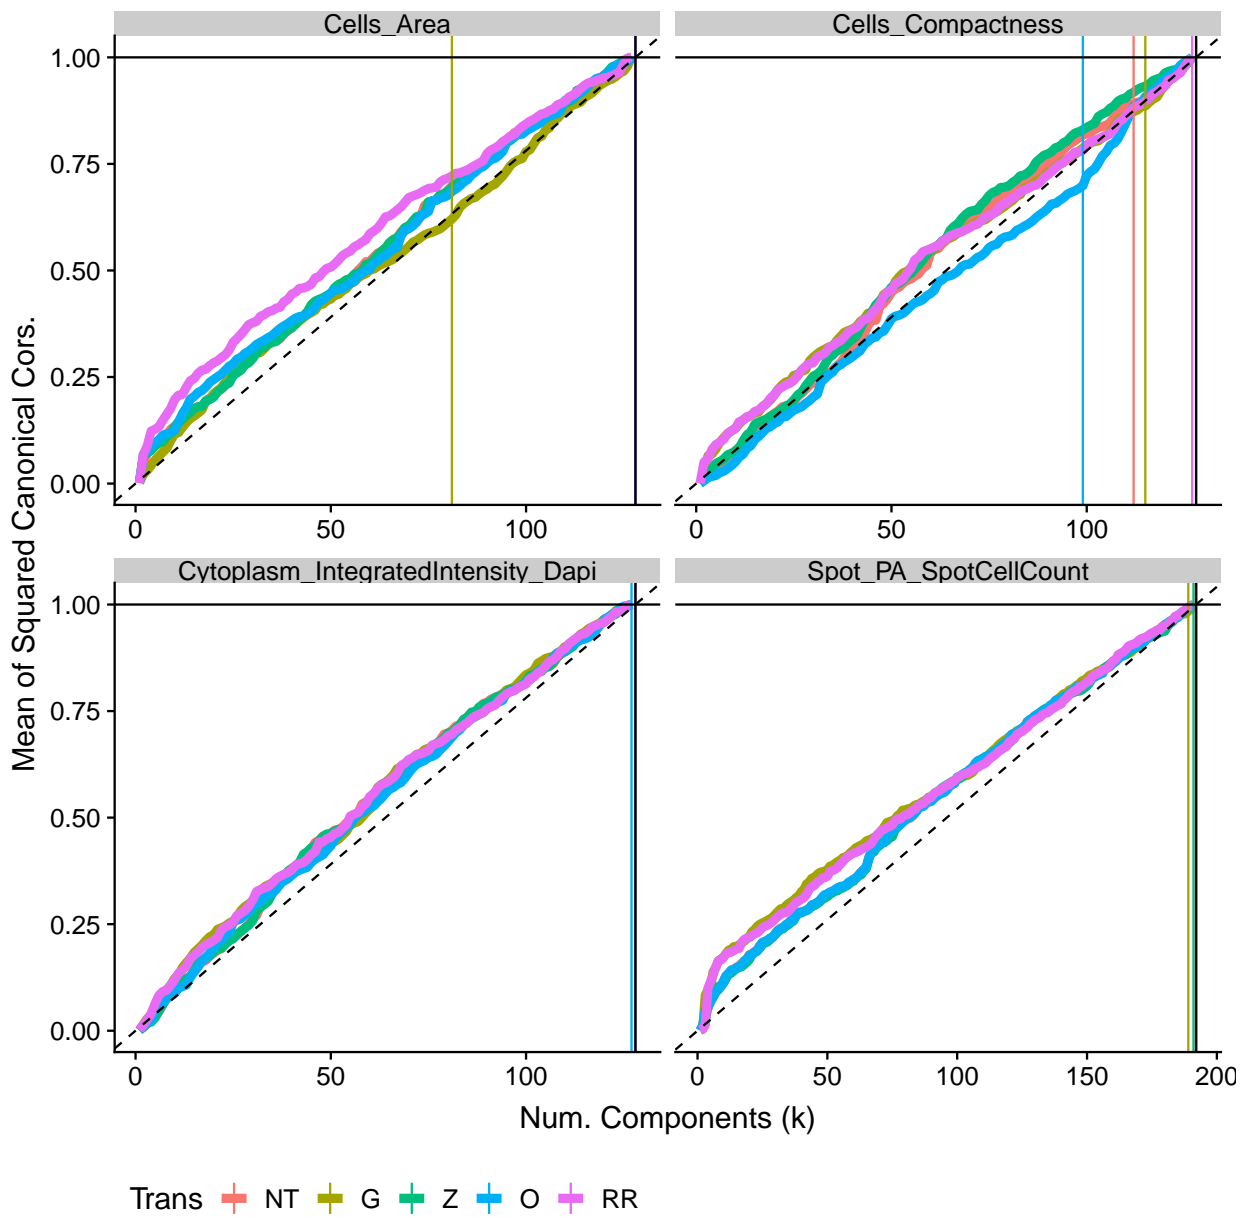 Cells_Area
Cells_Compactness
1.00
0.75
0.50
0.25
0.00
0 50 100
0 50 100
Cytoplasm_IntegratedIntensity_Dapi
Spot_PA_SpotCellCount
1.00
0.75
0.50
0.25
0.00
0 50 100
0 50 100 150 200
Mean of Squared Canonical Cors.
Num. Components (k)
Trans NT G Z O RR